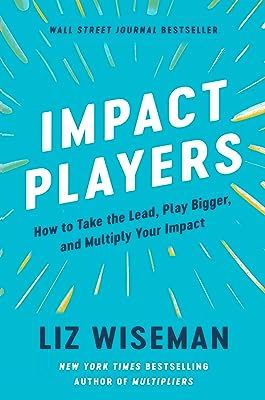 WALL STREET JOURNAL BESTSELLER
IMPACT
PLAYERS
How to Take the Lead, Play Bigger,
and Multiply Your Impact
LIZ WISEMAN
NEW YORK TIMES BESTSELLING
AUTHOR OF MULTIPLIERS